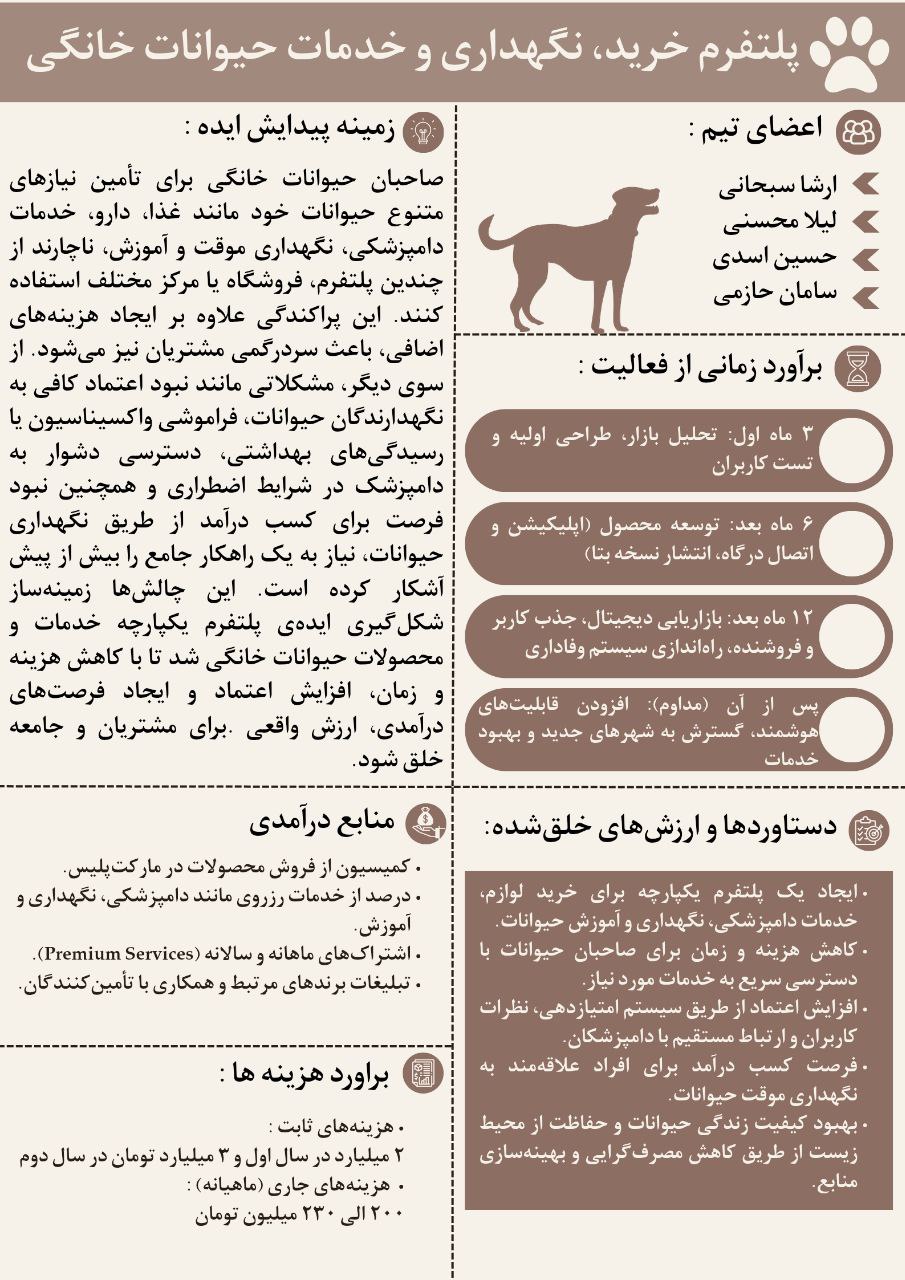 پلتفرم خرید، نگهداری و خدمات حیوانات خانگی
اعضای تیم :
ارشا سبحانی
لیلا محسنی
حسین اسدی
سامان حازمی
برآورد زمانی از فعالیت :
۳ ماه اول: تحلیل بازار، طراحی اولیه و
تست کاربران
۶ ماه بعد: توسعه محصول (اپلیکیشن و
اتصال درگاه، انتشار نسخه بتا)
۱۲ ماه بعد: بازاریابی دیجیتال، جذب کاربر
و فروشنده، راه‌اندازی سیستم وفاداری
پس از آن (مداوم): افزودن قابلیت‌های
هوشمند، گسترش به شهرهای جدید و بهبود
خدمات
زمینه پیدایش ایده :
صاحبان حیوانات خانگی برای تأمین نیازهای
متنوع حیوانات خود مانند غذا، دارو، خدمات
دامپزشکی، نگهداری موقت و آموزش، ناچارند از
چندین پلتفرم، فروشگاه یا مرکز مختلف استفاده
کنند. این پراکندگی علاوه بر ایجاد هزینه‌های
اضافی، باعث سردرگمی مشتریان نیز می‌شود. از
سوی دیگر، مشکلاتی مانند نبود اعتماد کافی به
نگهدارندگان حیوانات، فراموشی واکسیناسیون یا
رسیدگی‌های بهداشتی، دسترسی دشوار به
دامپزشک در شرایط اضطراری و همچنین نبود
فرصت برای کسب درآمد از طریق نگهداری
حیوانات، نیاز به یک راهکار جامع را بیش از پیش
آشکار کرده است. این چالش‌ها زمینه‌ساز
شکل‌گیری ایده‌ی پلتفرم یکپارچه خدمات و
محصولات حیوانات خانگی شد تا با کاهش هزینه
و زمان، افزایش اعتماد و ایجاد فرصت‌های
درآمدی، ارزش واقعی .برای مشتریان و جامعه
خلق شود.
دستاوردها و ارزش‌های خلق‌شده:
• ایجاد یک پلتفرم یکپارچه برای خرید لوازم،
خدمات دامپزشکی، نگهداری و آموزش حیوانات.
• کاهش هزینه و زمان برای صاحبان حیوانات با
دسترسی سریع به خدمات مورد نیاز.
• افزایش اعتماد از طریق سیستم امتیازدهی، نظرات
کاربران و ارتباط مستقیم با دامپزشکان.
• فرصت کسب درآمد برای افراد علاقه‌مند به
نگهداری موقت حیوانات.
• بهبود کیفیت زندگی حیوانات و حفاظت از محیط
زیست از طریق کاهش مصرف‌گرایی و بهینه‌سازی
منابع.
منابع درآمدی
• کمیسیون از فروش محصولات در مارکت‌پلیس.
• درصد از خدمات رزروی مانند دامپزشکی، نگهداری و
آموزش.
• اشتراک‌های ماهانه و سالانه (Premium Services).
• تبلیغات برندهای مرتبط و همکاری با تأمین‌کنندگان.
براورد هزینه ها :
• هزینه‌های ثابت :
۲ میلیارد در سال اول و ۳ میلیارد تومان در سال دوم
• هزینه‌های جاری (ماهیانه) :
۲۰۰ الی ۲۳۰ میلیون تومان